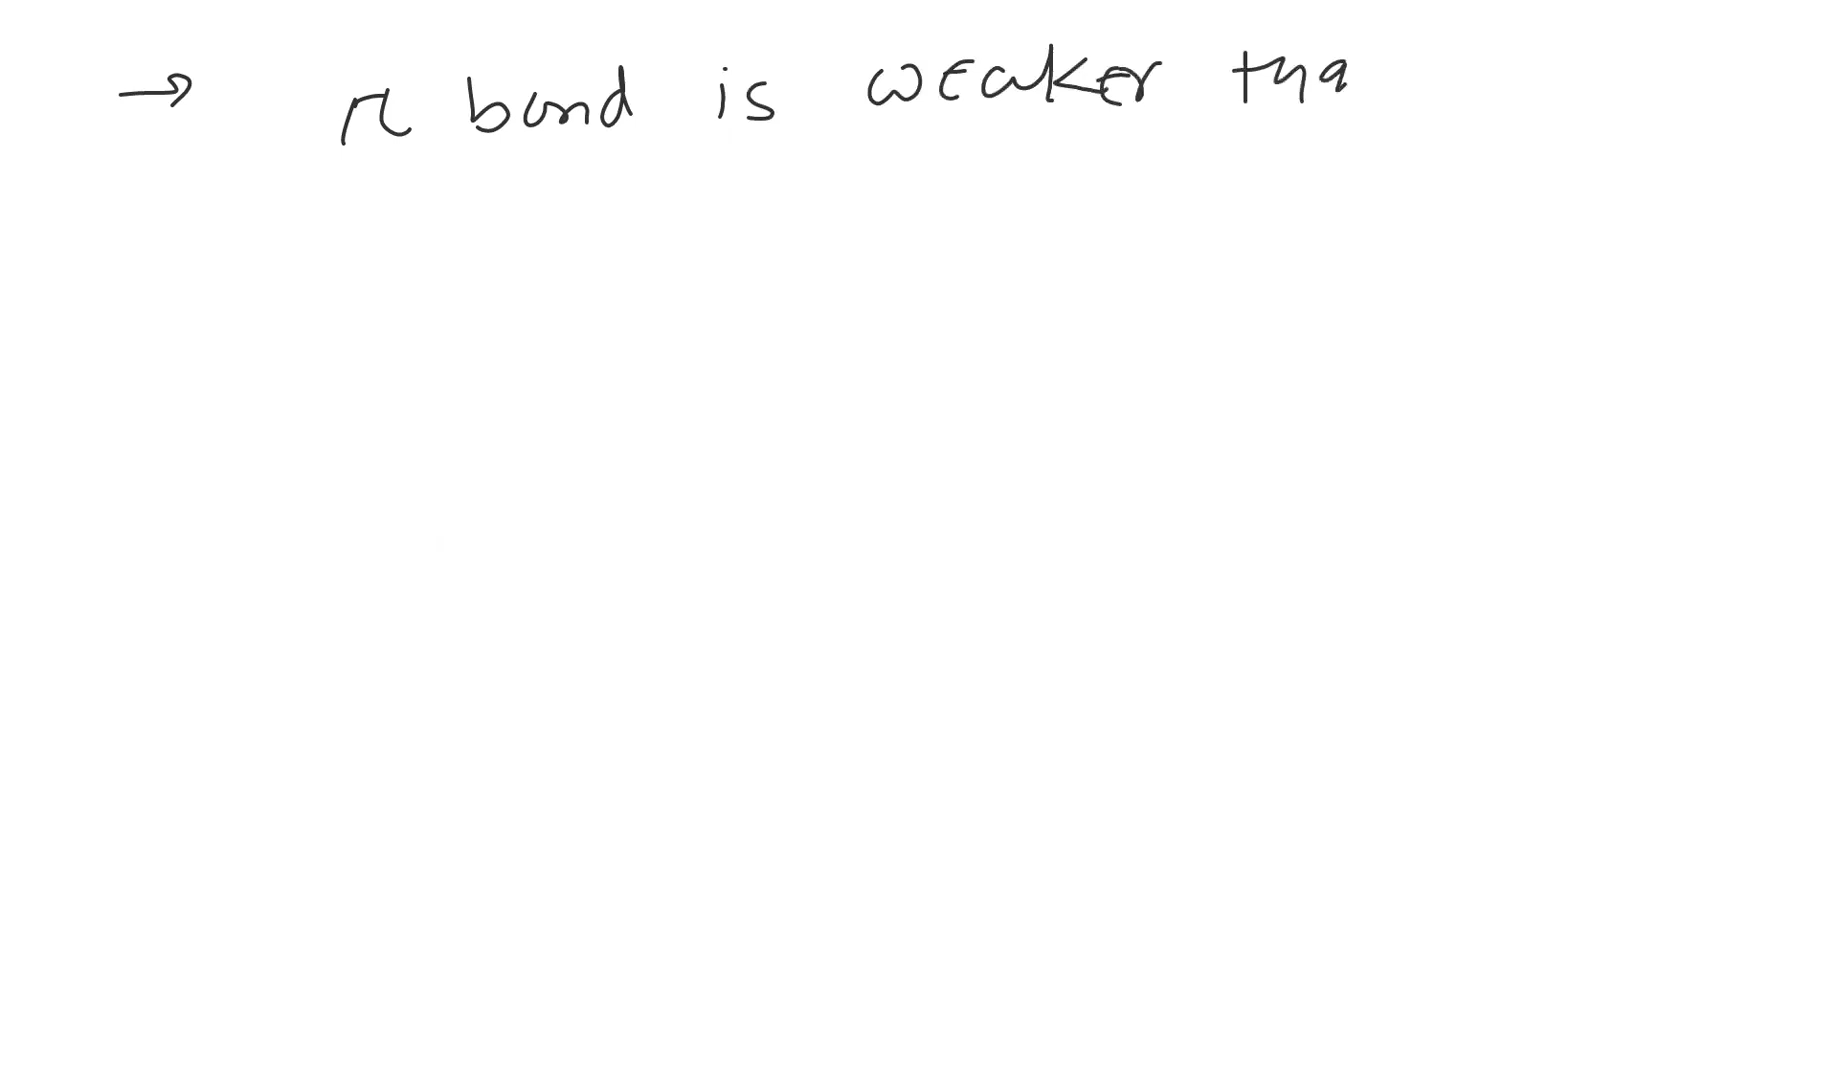 → π bond is weaker tha